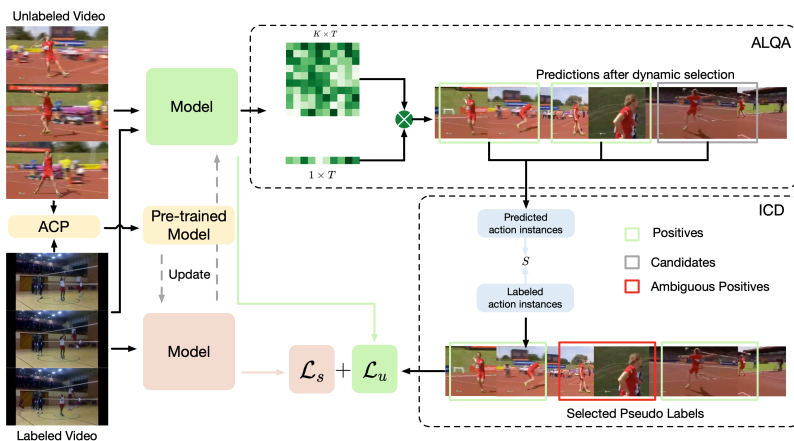 Unlabeled Video
K × T
ALQA
Model
Predictions after dynamic selection
1 × T
ICD
ACP
Pre-trained
Model
Predicted
action instances
Positives
S
Candidates
Update
Labeled
action instances
Ambiguous Positives
Model
ℒs + ℒu
Selected Pseudo Labels
Labeled Video